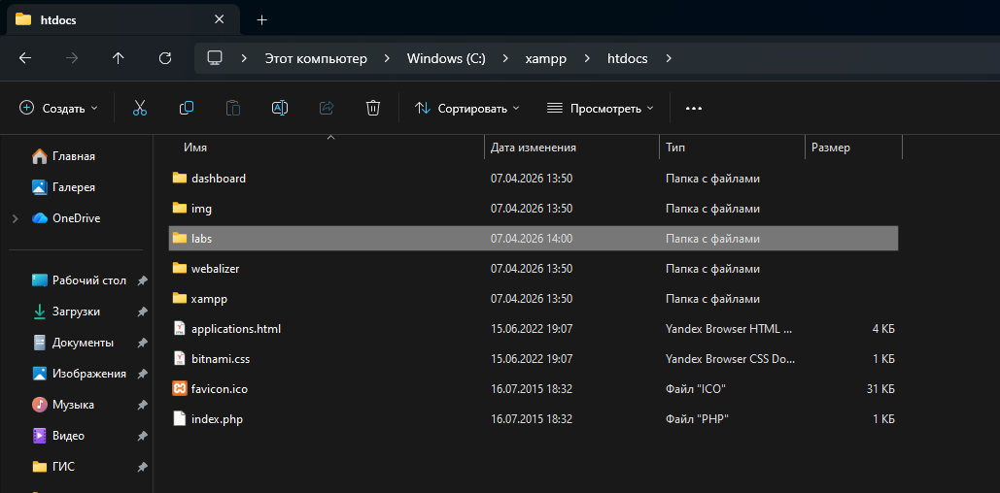 htdocs
Этот компьютер > Windows (C:) > xampp > htdocs >
Создать Сортировать Просмотреть
Имя Дата изменения Тип Размер
Главная
Галерея
OneDrive
Рабочий стол
Загрузки
Документы
Изображения
Музыка
Видео
ГИС
dashboard 07.04.2026 13:50 Папка с файлами
img 07.04.2026 13:50 Папка с файлами
labs 07.04.2026 14:00 Папка с файлами
webalizer 07.04.2026 13:50 Папка с файлами
xampp 07.04.2026 13:50 Папка с файлами
applications.html 15.06.2022 19:07 Yandex Browser HTML ... 4 КБ
bitnami.css 15.06.2022 19:07 Yandex Browser CSS Do... 1 КБ
favicon.ico 16.07.2015 18:32 Файл "ICO" 31 КБ
index.php 16.07.2015 18:32 Файл "PHP" 1 КБ